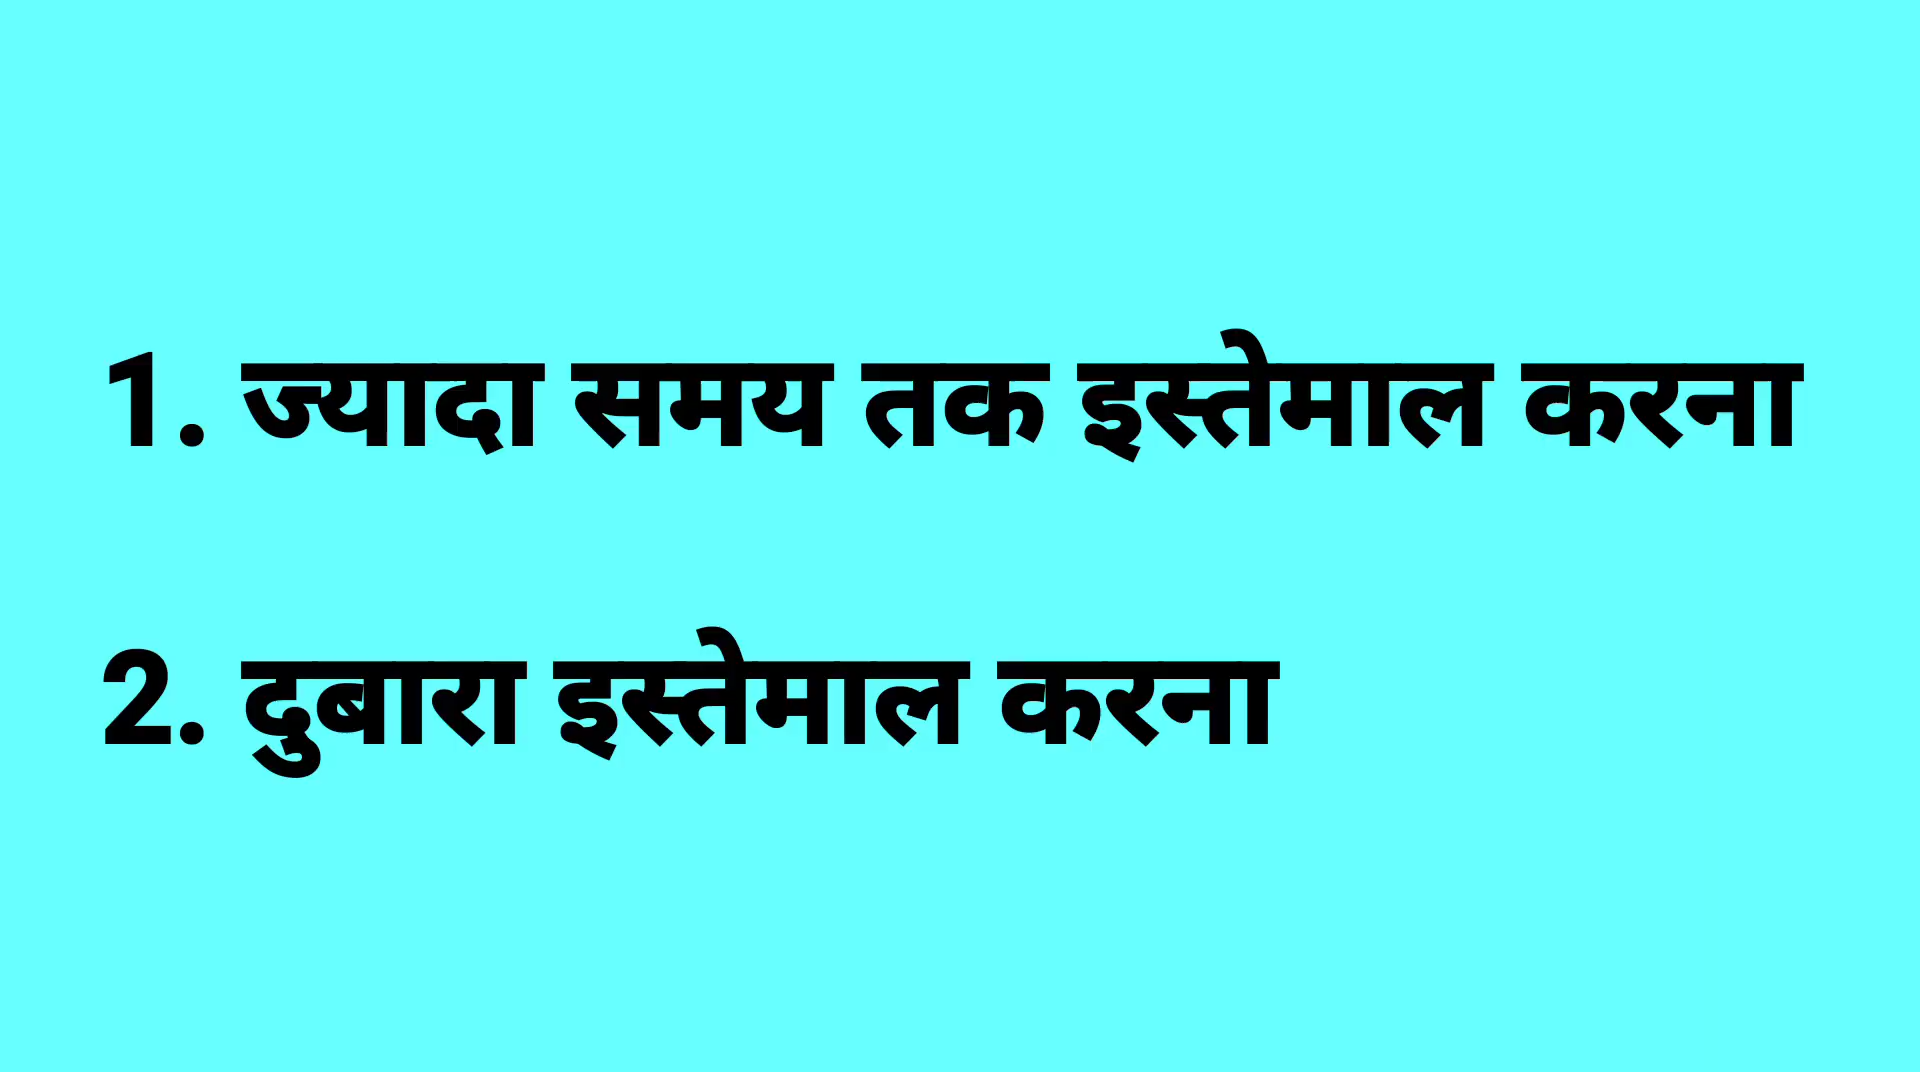 1. ज्यादा समय तक इस्तेमाल करना
2. दुबारा इस्तेमाल करना